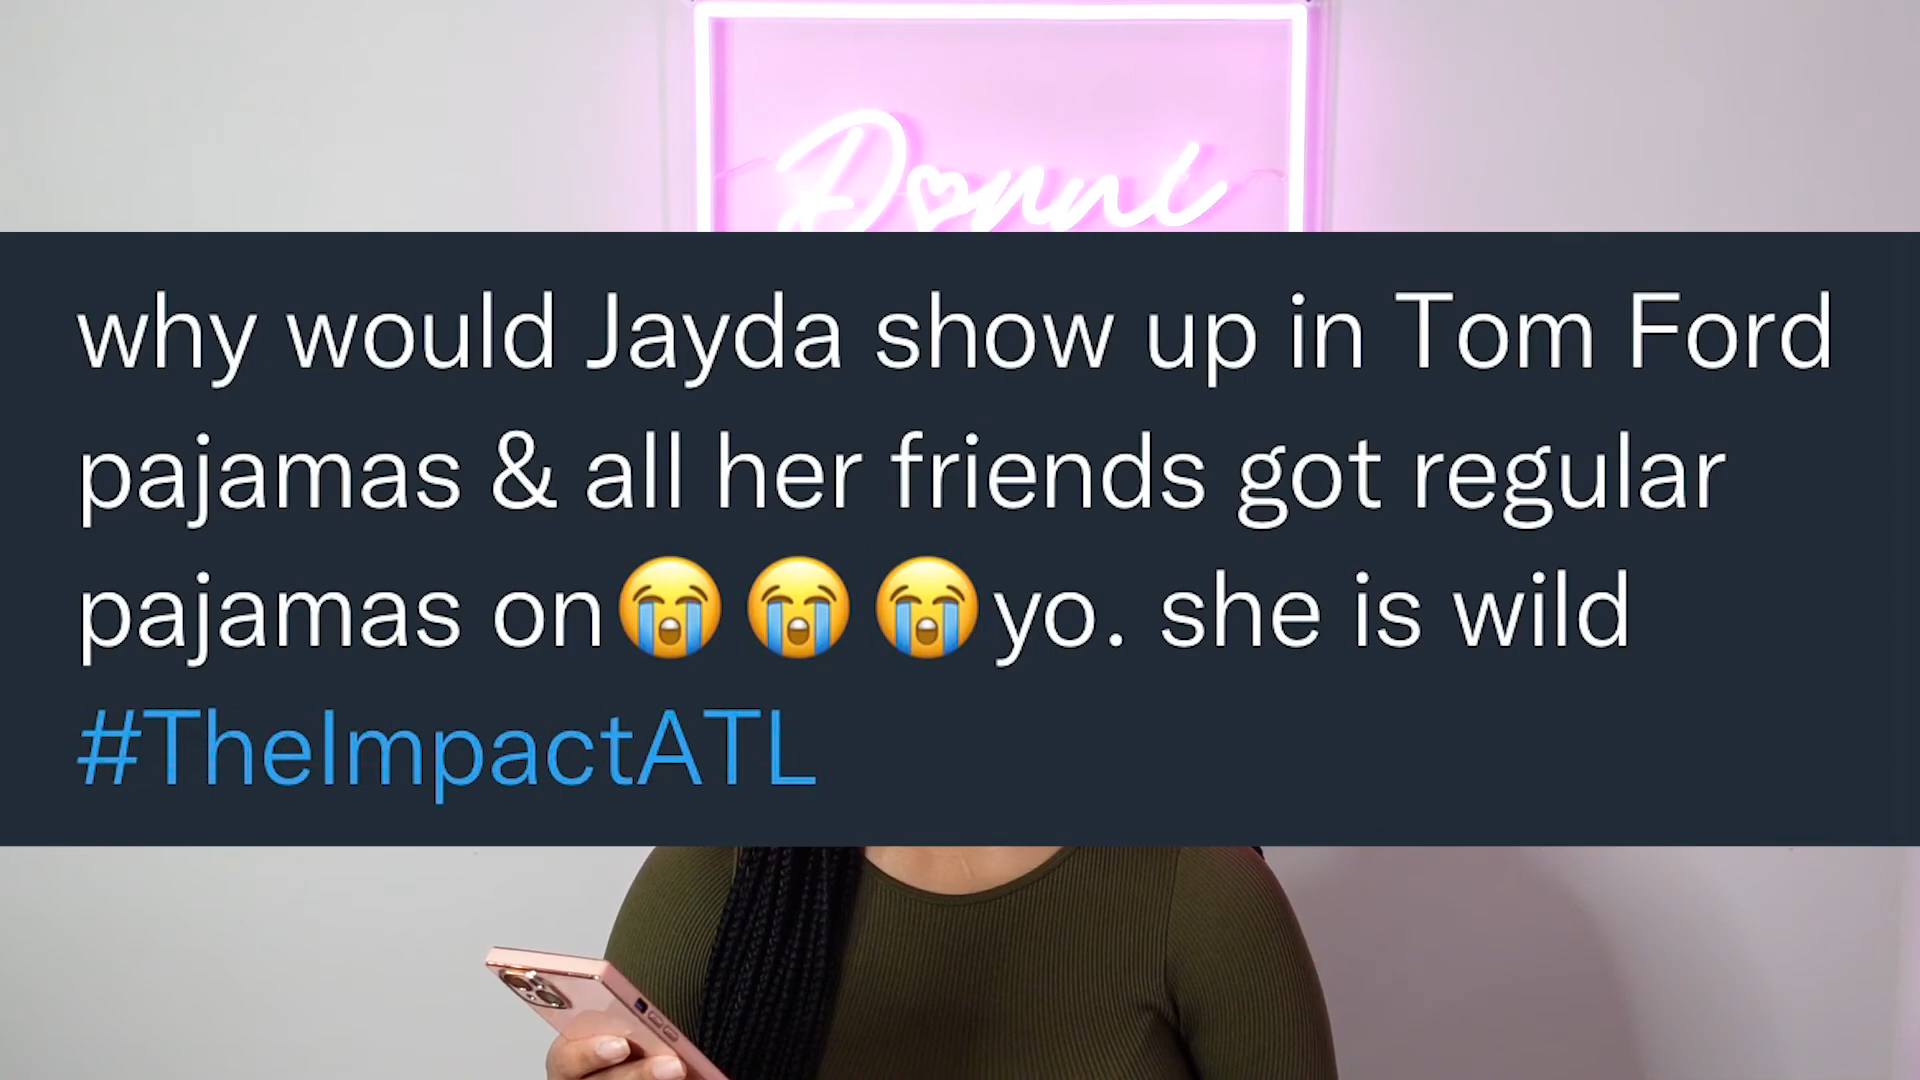 Donni
why would Jayda show up in Tom Ford
pajamas & all her friends got regular
pajamas on😭😭😭yo. she is wild
#TheImpactATL